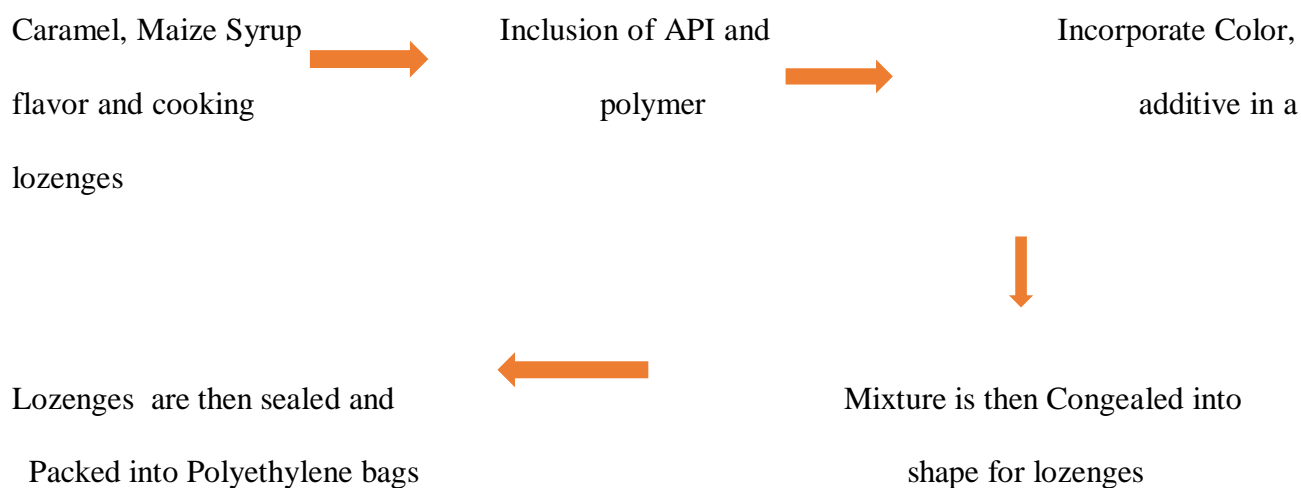 Caramel, Maize Syrup
flavor and cooking
lozenges
Inclusion of API and
polymer
Incorporate Color,
additive in a
Mixture is then Congealed into
shape for lozenges
Lozenges are then sealed and
Packed into Polyethylene bags